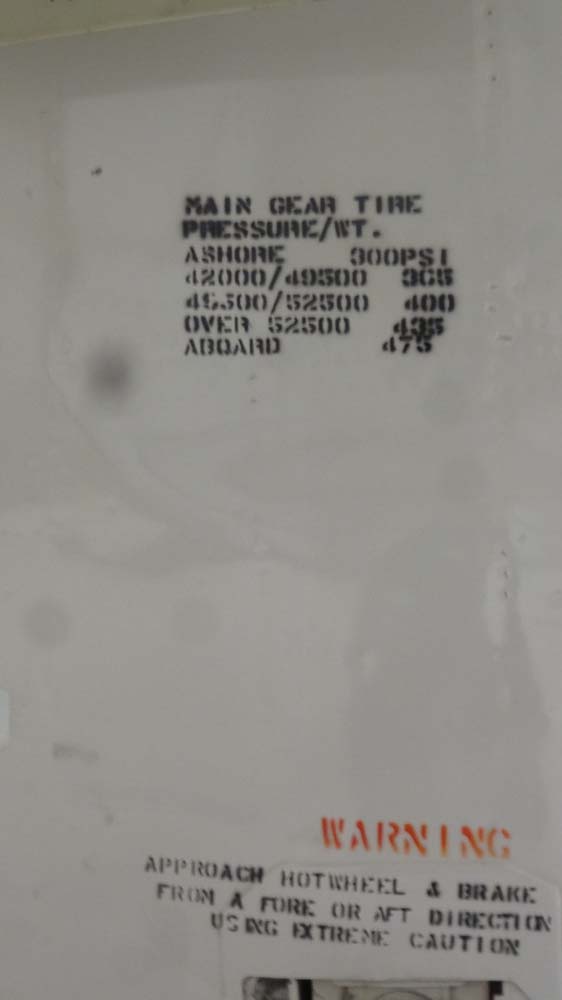 MAIN GEAR TIRE
PRESSURE/WT.
ASHORE 300PSI
42000/49500 365
49500/52500 400
OVER 52500 435
ABOARD 475
WARNING
APPROACH HOTWHEEL & BRAKE
FROM A FORE OR AFT DIRECTION
USING EXTREME CAUTION